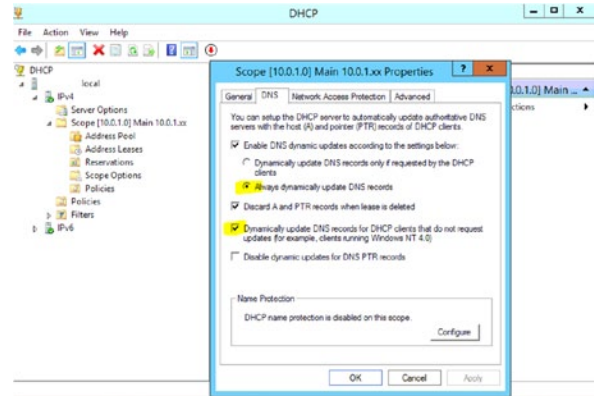 DHCP
File Action View Help
DHCP
local
IPv4
Server Options
Scope [10.0.1.0] Main 10.0.1.xx
Address Pool
Address Leases
Reservations
Scope Options
Policies
Policies
Filters
IPv6
Scope [10.0.1.0] Main 10.0.1.xx Properties
General DNS Network Access Protection Advanced
You can setup the DHCP server to automatically update authoritative DNS
servers with the host (A) and pointer (PTR) records of DHCP clients.
Enable DNS dynamic updates according to the settings below:
Dynamically update DNS records only if requested by the DHCP
clients
Always dynamically update DNS records
Discard A and PTR records when lease is deleted
Dynamically update DNS records for DHCP clients that do not request
updates (for example, clients running Windows NT 4.0)
Disable dynamic updates for DNS PTR records
Name Protection
DHCP name protection is disabled on this scope.
Configure
OK Cancel Apply
.0.1.0] Main ...
ctions